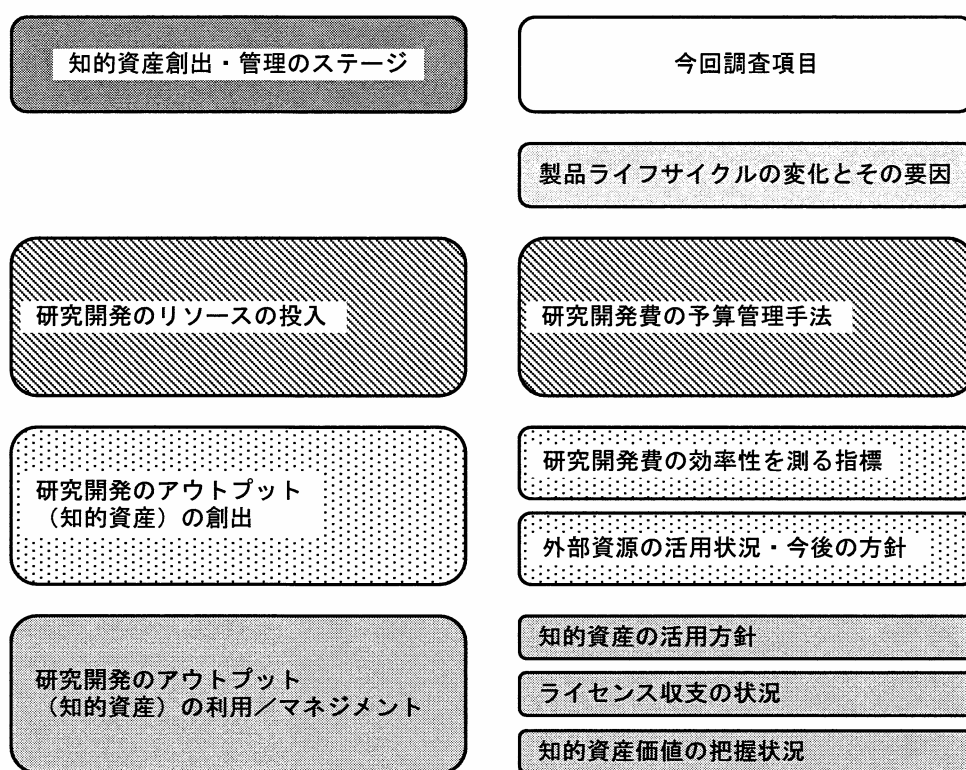 知的資産創出・管理のステージ
今回調査項目
製品ライフサイクルの変化とその要因
研究開発のリソースの投入
研究開発費の予算管理手法
研究開発のアウトプット
（知的資産）の創出
研究開発費の効率性を測る指標
外部資源の活用状況・今後の方針
研究開発のアウトプット
（知的資産）の利用／マネジメント
知的資産の活用方針
ライセンス収支の状況
知的資産価値の把握状況